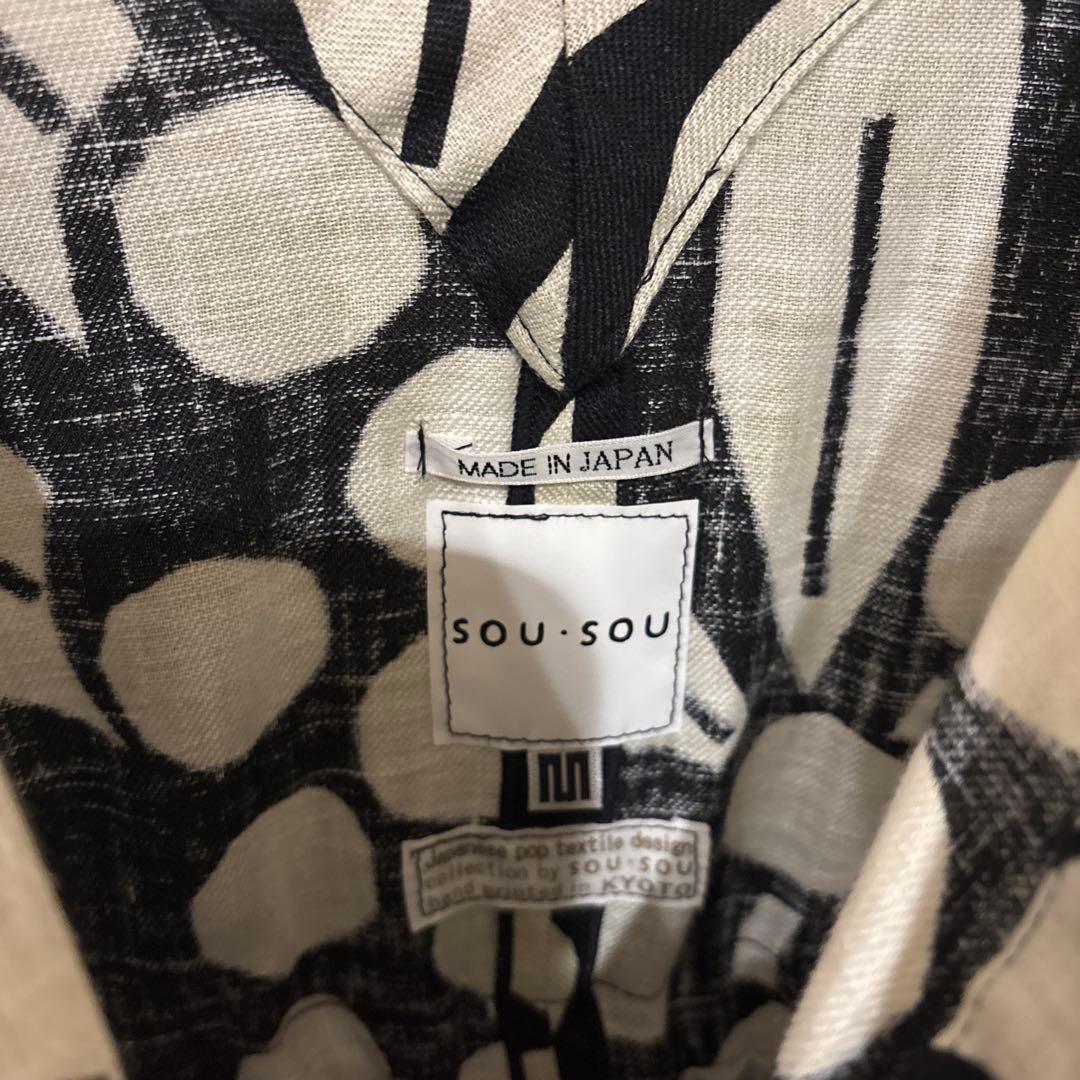 MADE IN JAPAN
SOU·SOU
M
Japanese pop textile design
collection by SOU·SOU
hand printed in KYOTO